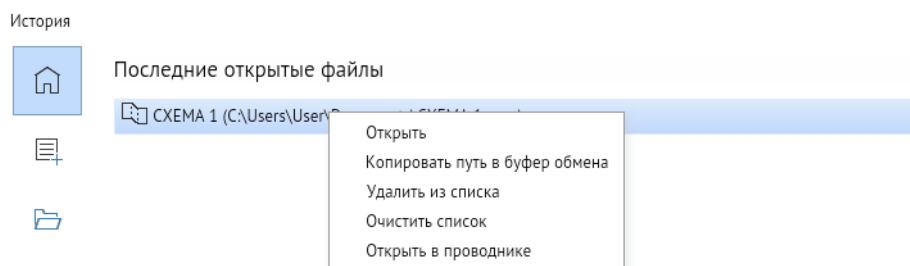 История
Последние открытые файлы
СХЕМА 1 (C:\Users\User\
Открыть
Копировать путь в буфер обмена
Удалить из списка
Очистить список
Открыть в проводнике